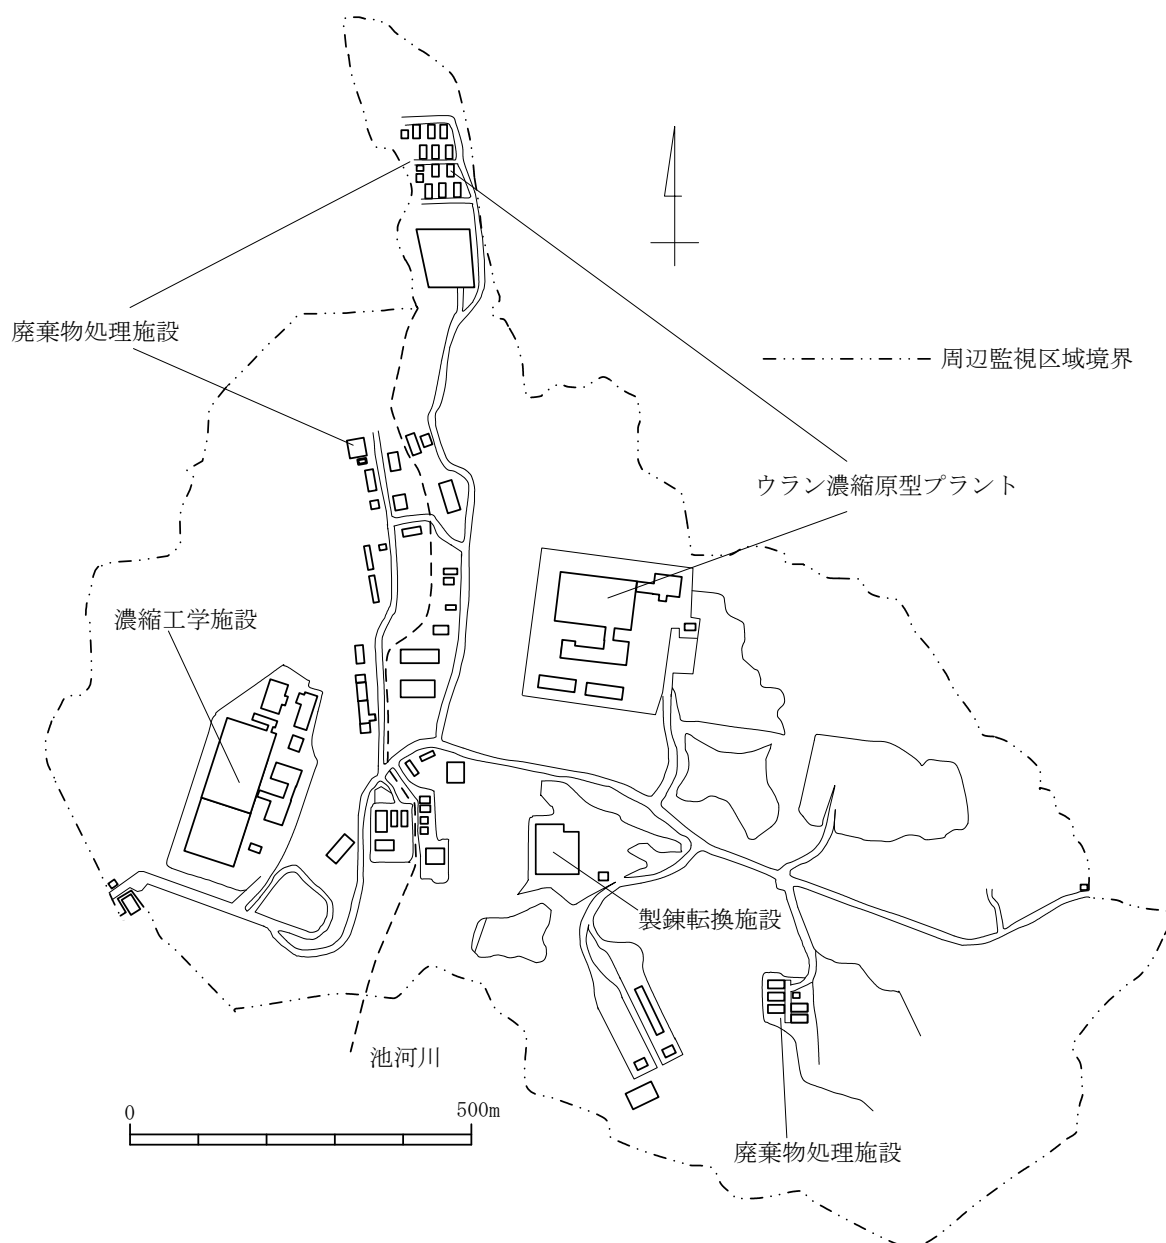 廃棄物処理施設
周辺監視区域境界
ウラン濃縮原型プラント
濃縮工学施設
製錬転換施設
池河川
0
500m
廃棄物処理施設